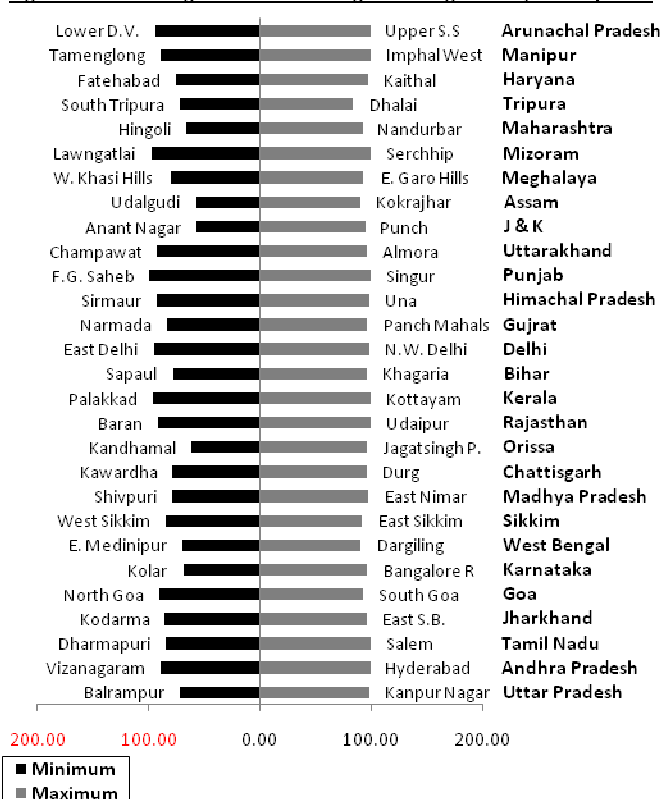 Lower D.V. Upper S.S Arunachal Pradesh
Tamenglong Imphal West Manipur
Fatehabad Kaithal Haryana
South Tripura Dhalai Tripura
Hingoli Nandurbar Maharashtra
Lawngatlai Serchhip Mizoram
W. Khasi Hills E. Garo Hills Meghalaya
Udalgudi Kokrajhar Assam
Anant Nagar Punch J & K
Champawat Almora Uttarakhand
F.G. Saheb Singur Punjab
Sirmaur Una Himachal Pradesh
Narmada Panch Mahals Gujrat
East Delhi N.W. Delhi Delhi
Sapaul Khagaria Bihar
Palakkad Kottayam Kerala
Baran Udaipur Rajasthan
Kandhamal Jagatsingh P. Orissa
Kawardha Durg Chattisgarh
Shivpuri East Nimar Madhya Pradesh
West Sikkim East Sikkim Sikkim
E. Medinipur Dargiling West Bengal
Kolar Bangalore R Karnataka
North Goa South Goa Goa
Kodarma East S.B. Jharkhand
Dharmapuri Salem Tamil Nadu
Vizanagaram Hyderabad Andhra Pradesh
Balrampur Kanpur Nagar Uttar Pradesh
200.00 100.00 0.00 100.00 200.00
Minimum
Maximum